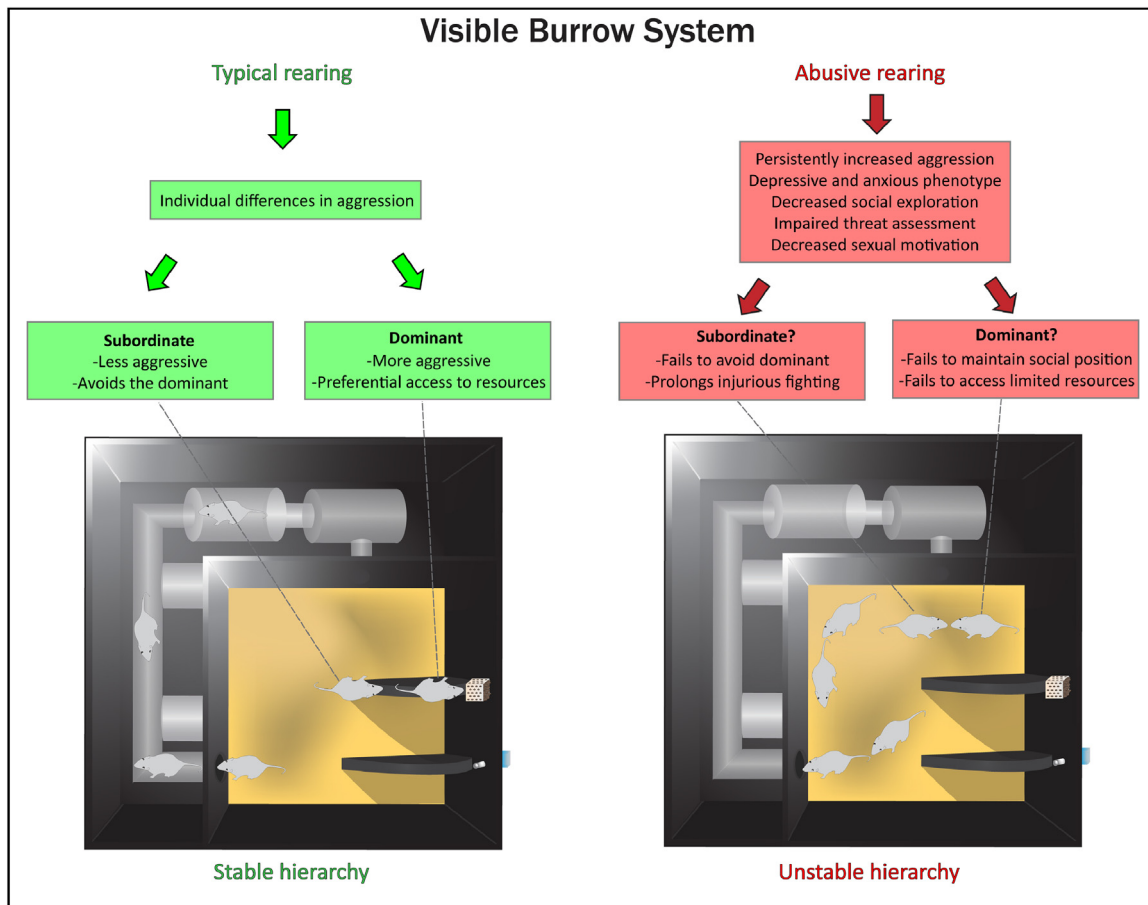 Visible Burrow System
Typical rearing
Individual differences in aggression
Subordinate
-Less aggressive
-Avoids the dominant
Dominant
-More aggressive
-Preferential access to resources
Stable hierarchy
Abusive rearing
Persistently increased aggression
Depressive and anxious phenotype
Decreased social exploration
Impaired threat assessment
Decreased sexual motivation
Subordinate?
-Fails to avoid dominant
-Prolongs injurious fighting
Dominant?
-Fails to maintain social position
-Fails to access limited resources
Unstable hierarchy